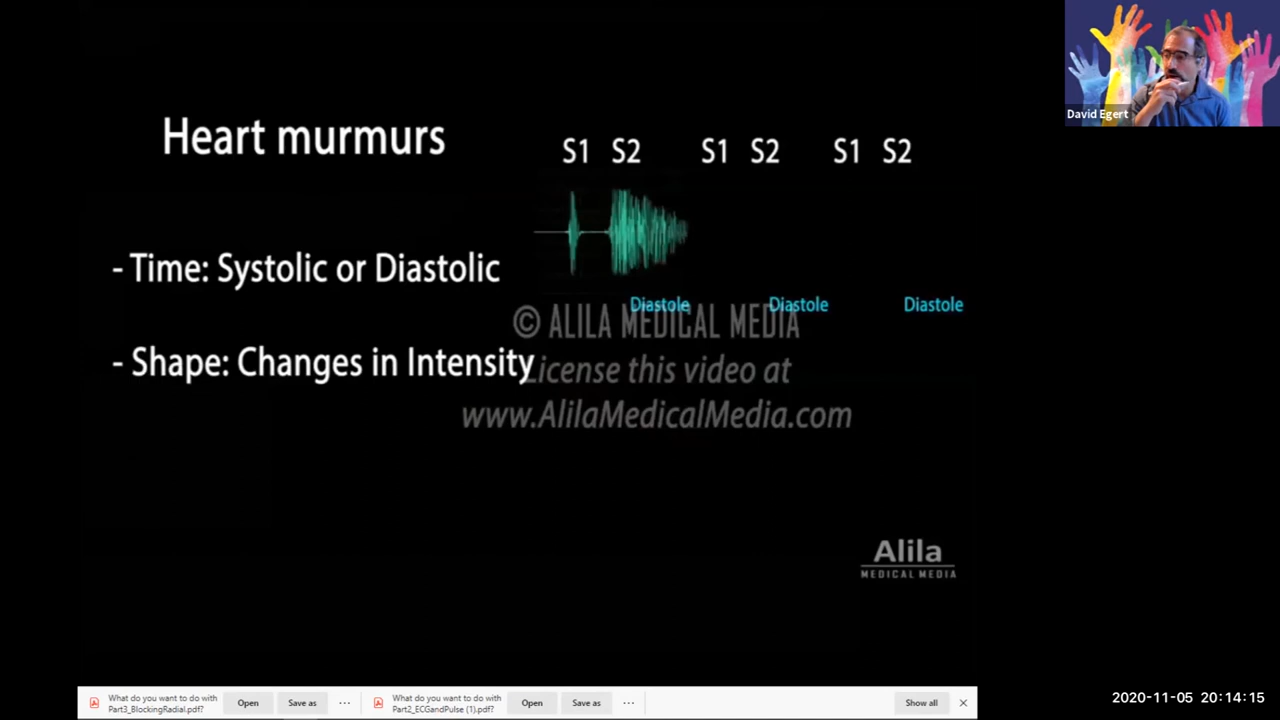 David Egert
Heart murmurs
S1 S2 S1 S2 S1 S2
- Time: Systolic or Diastolic
Diastole Diastole Diastole
© ALILA MEDICAL MEDIA
- Shape: Changes in Intensity
License this video at
www.AlilaMedicalMedia.com
Alila
MEDICAL MEDIA
What do you want to do with
Part3_BlockingRadial.pdf?
Open
Save as
...
What do you want to do with
Part2_ECGandPulse (1).pdf?
Open
Save as
...
Show all
2020-11-05 20:14:15